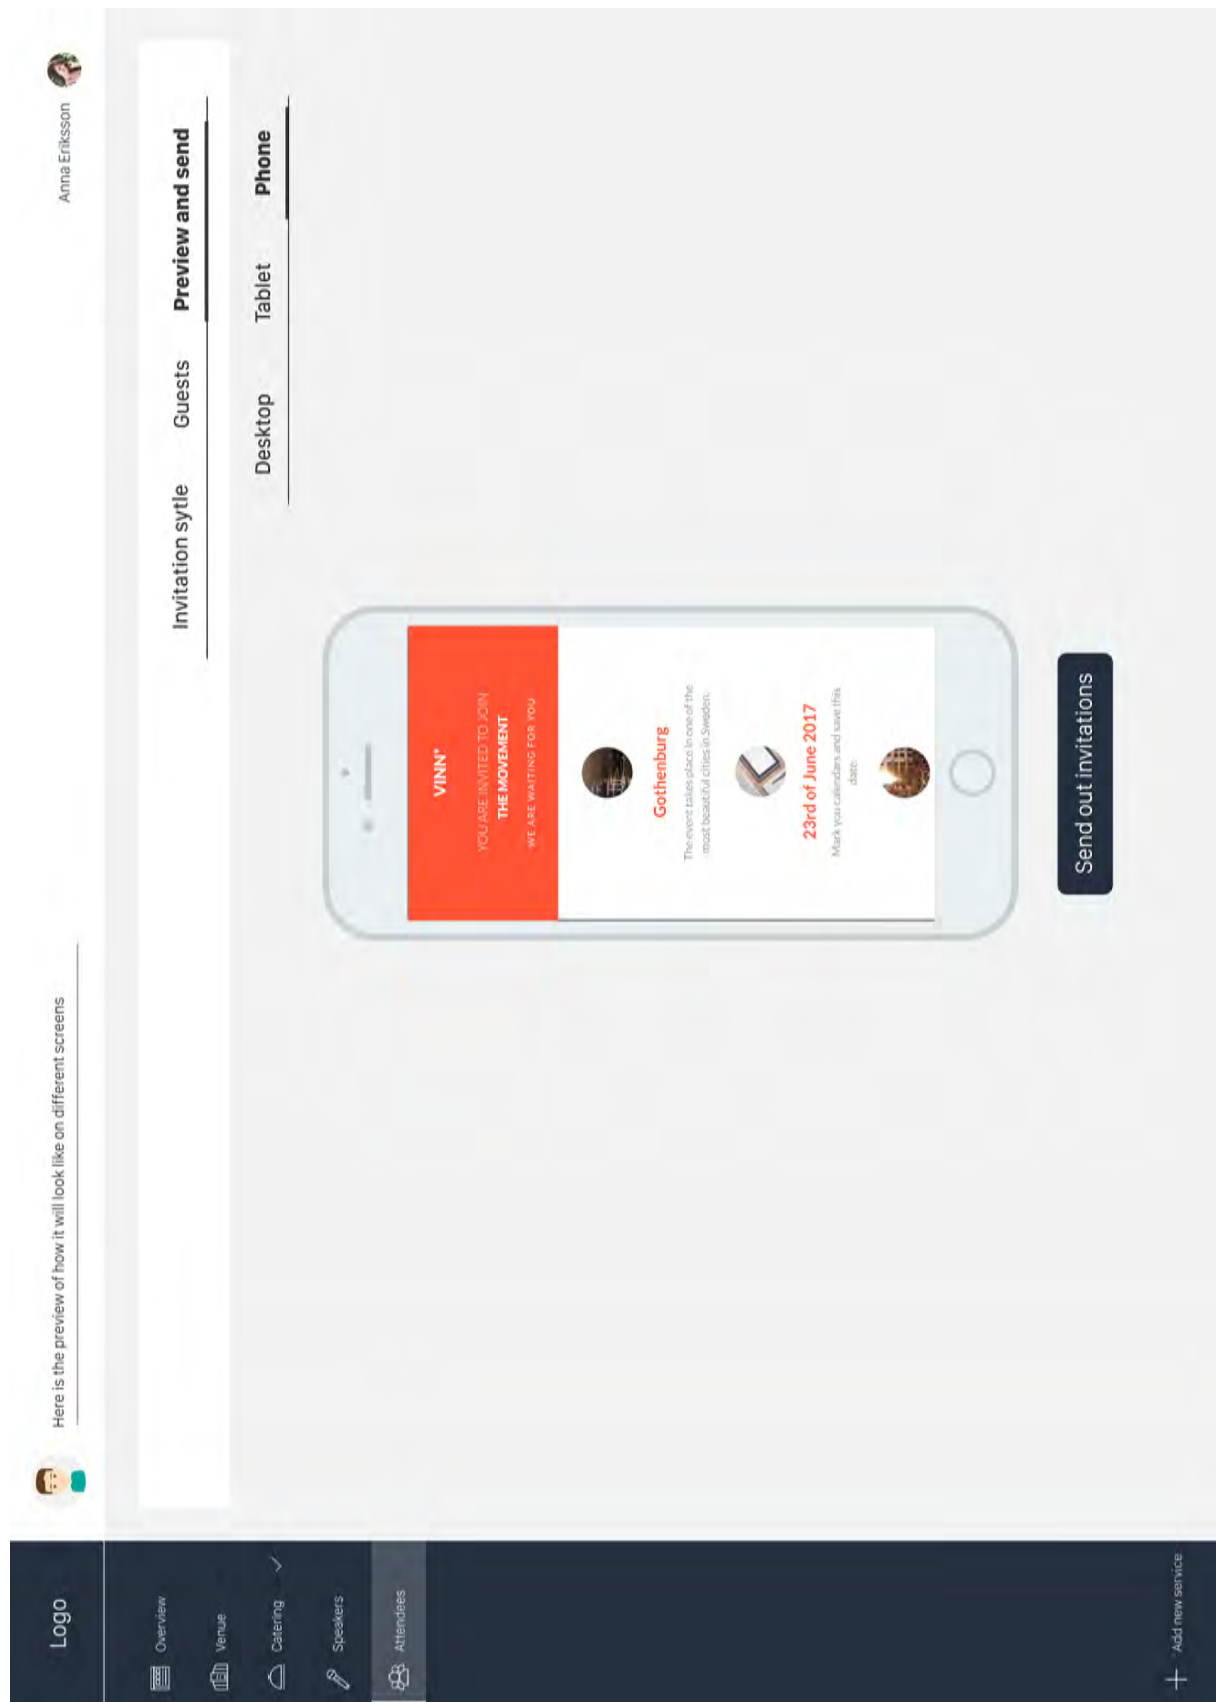 Logo
Here is the preview of how it will look like on different screens
Anna Eriksson
Overview
Venue
Catering
Speakers
Attendees
Add new service
Invitation sytle
Guests
Preview and send
Desktop
Tablet
Phone
VINN*
YOU ARE INVITED TO JOIN
THE MOVEMENT
WE ARE WAITING FOR YOU
Gothenburg
The event takes place in one of the
most beautiful cities in Sweden.
23rd of June 2017
Mark you calendars and save this
date.
Send out invitations